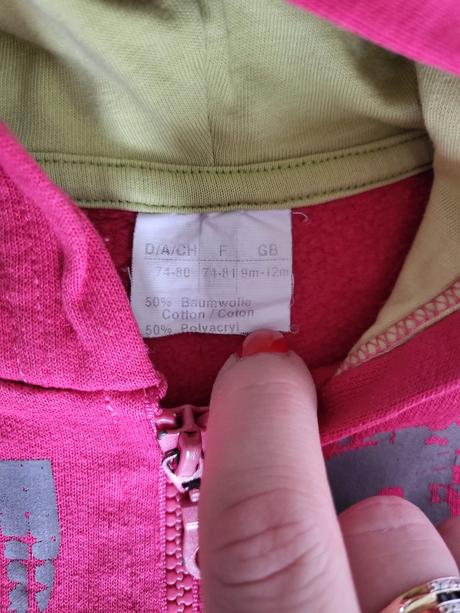 D/A/CH F GB
74-80 74-81 9m-12m
50% Baumwolle
Cotton / Coton
50% Polyacryl